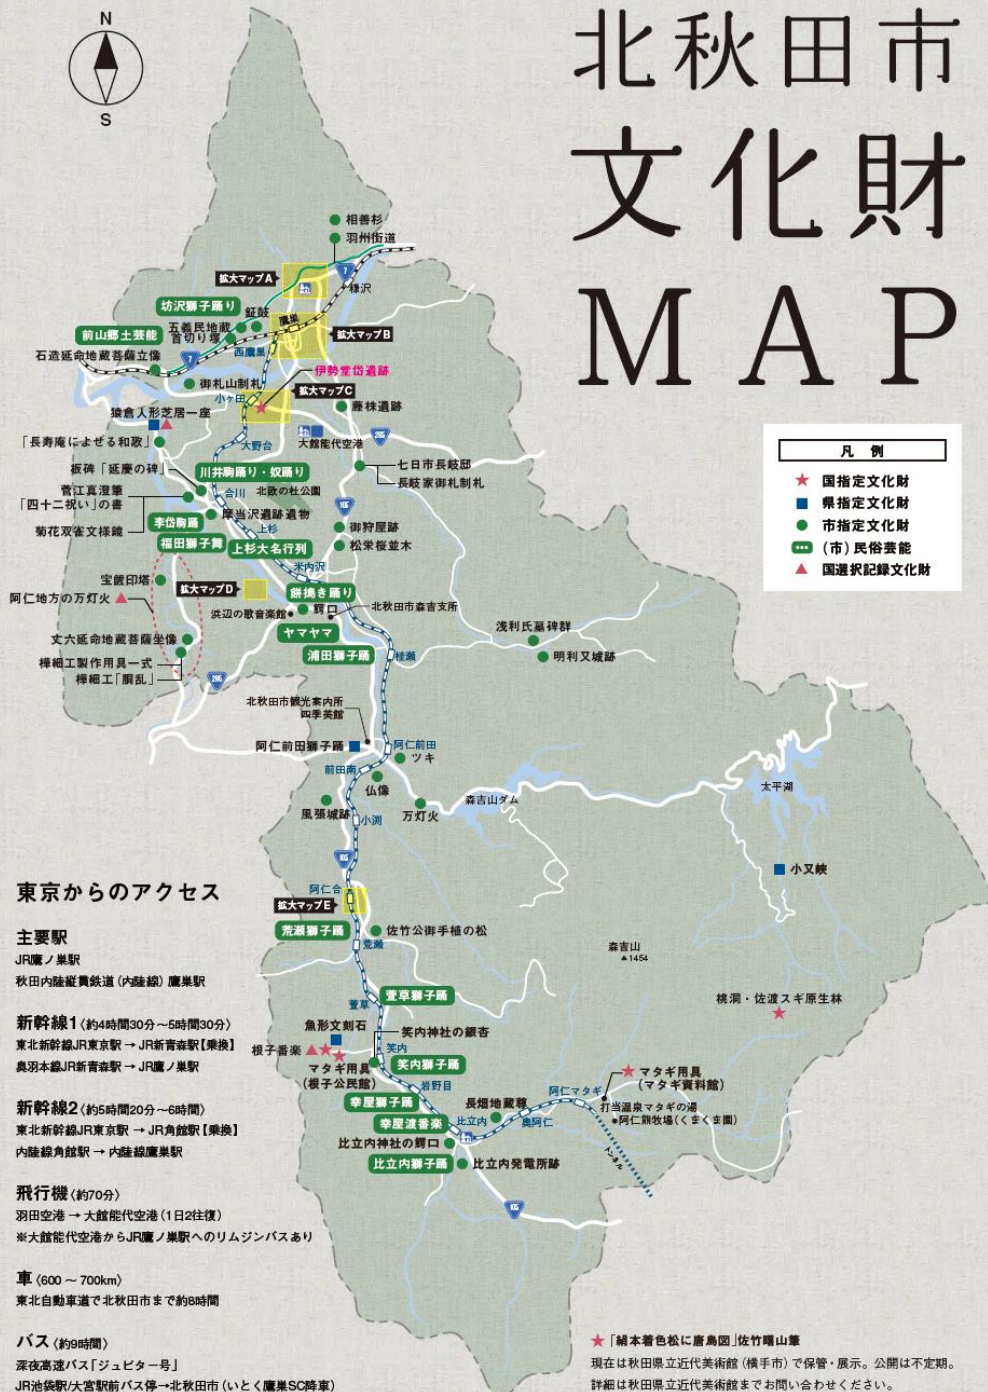 北秋田市
文化財
MAP
N
S
相善杉
羽州街道
7
拡大マップA
様沢
坊沢獅子踊り
鉦鼓
鷹巣
五義民地蔵
首切り塚
前山郷土芸能
拡大マップB
西鷹巣
石造延命地蔵菩薩立像
7
伊勢堂岱遺跡
御札山制札
小ヶ田
拡大マップC
藤株遺跡
猿倉人形芝居一座
大館能代空港
285
「長寿庵によせる和歌」
大野台
七日市長岐邸
長岐家御札制札
板碑「延慶の碑」
川井駒踊り・奴踊り
菅江真澄筆
「四十二祝い」の書
合川
北欧の杜公園
105
菊花双雀文様鏡
摩当沢遺跡遺物
李岱駒踊
上杉
御狩屋跡
福田獅子舞
上杉大名行列
松栄桜並木
米内沢
宝篋印塔
拡大マップD
餅搗き踊り
阿仁地方の万灯火
浜辺の歌音楽館
鰐口
北秋田市森吉支所
ヤマヤマ
浅利氏墓碑群
丈六延命地蔵菩薩坐像
浦田獅子踊
桂瀬
明利又城跡
樺細工製作用具一式
樺細工「胴乱」
285
北秋田市観光案内所
四季美館
阿仁前田獅子踊
阿仁前田
ツキ
前田南
仏像
太平湖
風張城跡
万灯火
森吉山ダム
小渕
105
小又峡
阿仁合
拡大マップE
荒瀬獅子踊
佐竹公御手植の松
荒瀬
森吉山
▲1454
萱草
萱草獅子踊
桃洞・佐渡スギ原生林
魚形文刻石
笑内神社の銀杏
根子番楽
笑内
マタギ用具
(根子公民館)
笑内獅子踊
マタギ用具
(マタギ資料館)
岩野目
阿仁マタギ
幸屋獅子踊
長畑地蔵尊
打当温泉マタギの湯
阿仁熊牧場(くまくま園)
幸屋渡番楽
比立内
奥阿仁
比立内神社の鰐口
トンネル
比立内獅子踊
比立内発電所跡
105
凡 例
国指定文化財
県指定文化財
市指定文化財
(市)民俗芸能
国選択記録文化財
東京からのアクセス
主要駅
JR鷹ノ巣駅
秋田内陸縦貫鉄道(内陸線)鷹巣駅
新幹線1〈約4時間30分〜5時間30分〉
東北新幹線JR東京駅 → JR新青森駅【乗換】
奥羽本線JR新青森駅 → JR鷹ノ巣駅
新幹線2〈約5時間20分〜6時間〉
東北新幹線JR東京駅 → JR角館駅【乗換】
内陸線角館駅 → 内陸線鷹巣駅
飛行機〈約70分〉
羽田空港 → 大館能代空港(1日2往復)
※大館能代空港からJR鷹ノ巣駅へのリムジンバスあり
車〈600 〜 700km〉
東北自動車道で北秋田市まで約8時間
バス〈約9時間〉
深夜高速バス「ジュピター号」
JR池袋駅/大宮駅前バス停→北秋田市(いとく鷹巣SC降車)
★「絹本着色松に唐鳥図」佐竹曙山筆
現在は秋田県立近代美術館(横手市)で保管・展示。公開は不定期。
詳細は秋田県立近代美術館までお問い合わせください。